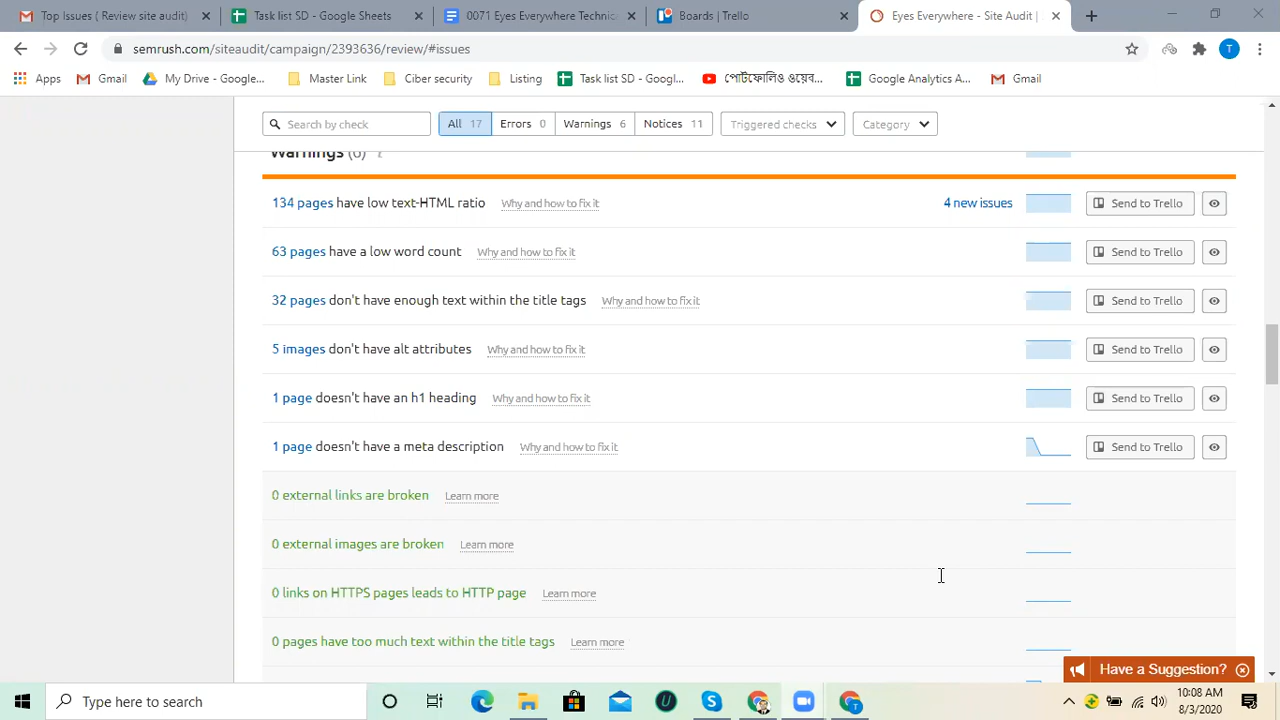 Top Issues ( Review site audit)
Task list SD - Google Sheets
0071 Eyes Everywhere Technic
Boards | Trello
Eyes Everywhere - Site Audit |
semrush.com/siteaudit/campaign/2393636/review/#issues
T
Apps
Gmail
My Drive - Google...
Master Link
Ciber security
Listing
Task list SD - Googl...
পোর্টফোলিও ওয়েব...
Google Analytics A...
Gmail
Search by check
All 17
Errors 0
Warnings 6
Notices 11
Triggered checks
Category
Warnings (6) ?
134 pages have low text-HTML ratio Why and how to fix it 4 new issues Send to Trello
63 pages have a low word count Why and how to fix it Send to Trello
32 pages don't have enough text within the title tags Why and how to fix it Send to Trello
5 images don't have alt attributes Why and how to fix it Send to Trello
1 page doesn't have an h1 heading Why and how to fix it Send to Trello
1 page doesn't have a meta description Why and how to fix it Send to Trello
0 external links are broken Learn more
0 external images are broken Learn more
0 links on HTTPS pages leads to HTTP page Learn more
0 pages have too much text within the title tags Learn more
Have a Suggestion?
Type here to search
10:08 AM
8/3/2020